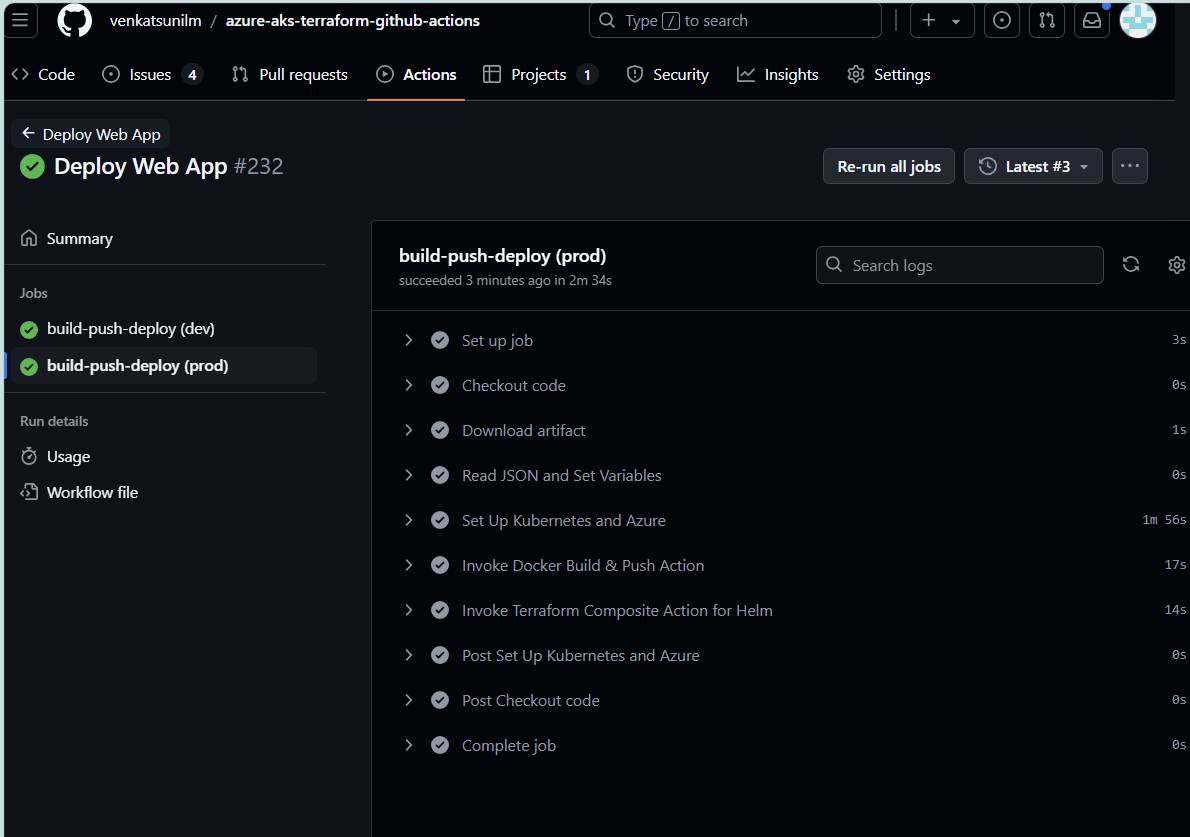 venkatsunilm / azure-aks-terraform-github-actions
Type / to search
Code
Issues 4
Pull requests
Actions
Projects 1
Security
Insights
Settings
Deploy Web App
Deploy Web App #232
Re-run all jobs
Latest #3
Summary
Jobs
build-push-deploy (dev)
build-push-deploy (prod)
Run details
Usage
Workflow file
build-push-deploy (prod)
succeeded 3 minutes ago in 2m 34s
Search logs
Set up job 3s
Checkout code 0s
Download artifact 1s
Read JSON and Set Variables 0s
Set Up Kubernetes and Azure 1m 56s
Invoke Docker Build & Push Action 17s
Invoke Terraform Composite Action for Helm 14s
Post Set Up Kubernetes and Azure 0s
Post Checkout code 0s
Complete job 0s